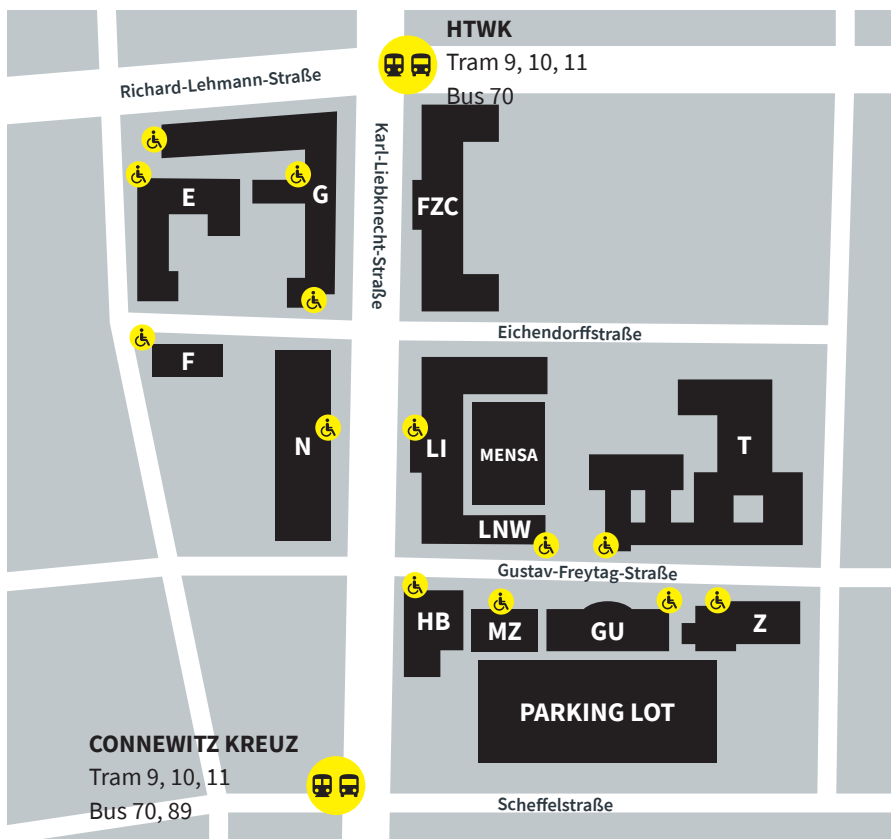 HTWK
Tram 9, 10, 11
Bus 70
Richard-Lehmann-Straße
Karl-Liebknecht-Straße
E
G
FZC
Eichendorffstraße
F
N
LI
MENSA
T
LNW
Gustav-Freytag-Straße
HB
MZ
GU
Z
PARKING LOT
CONNEWITZ KREUZ
Tram 9, 10, 11
Bus 70, 89
Scheffelstraße